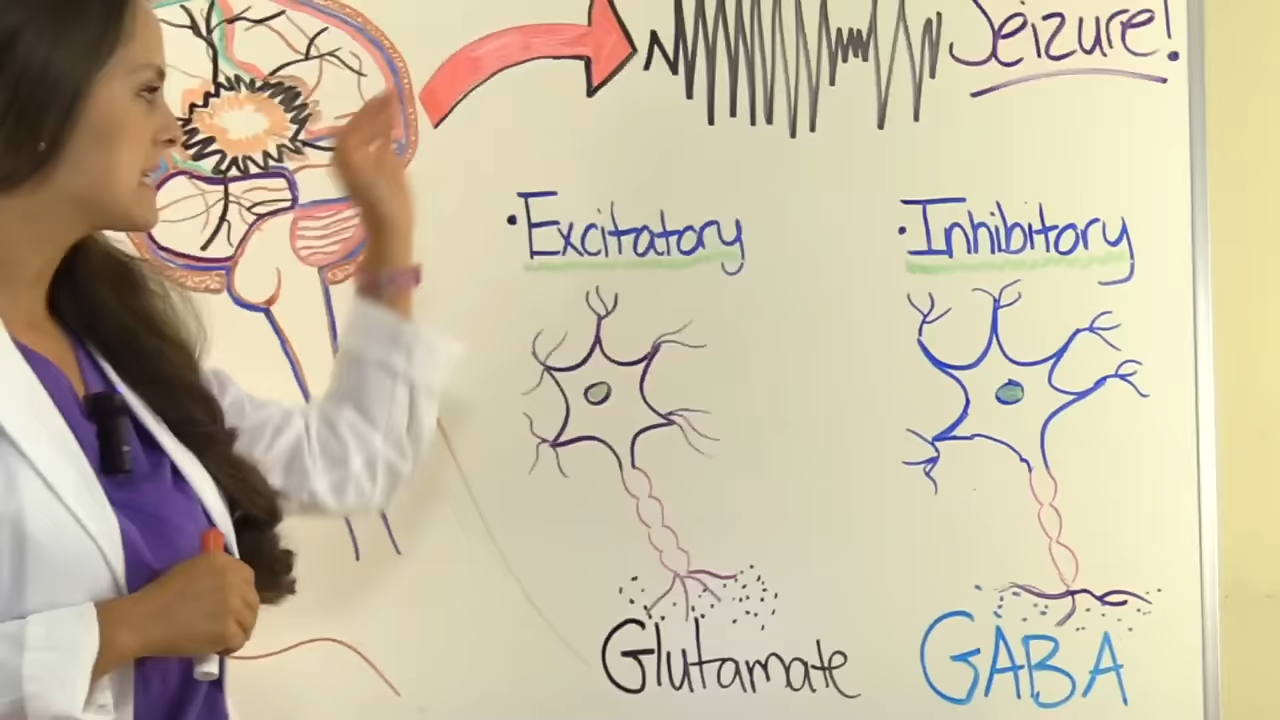 Seizure!
• Excitatory
• Inhibitory
Glutamate
GABA